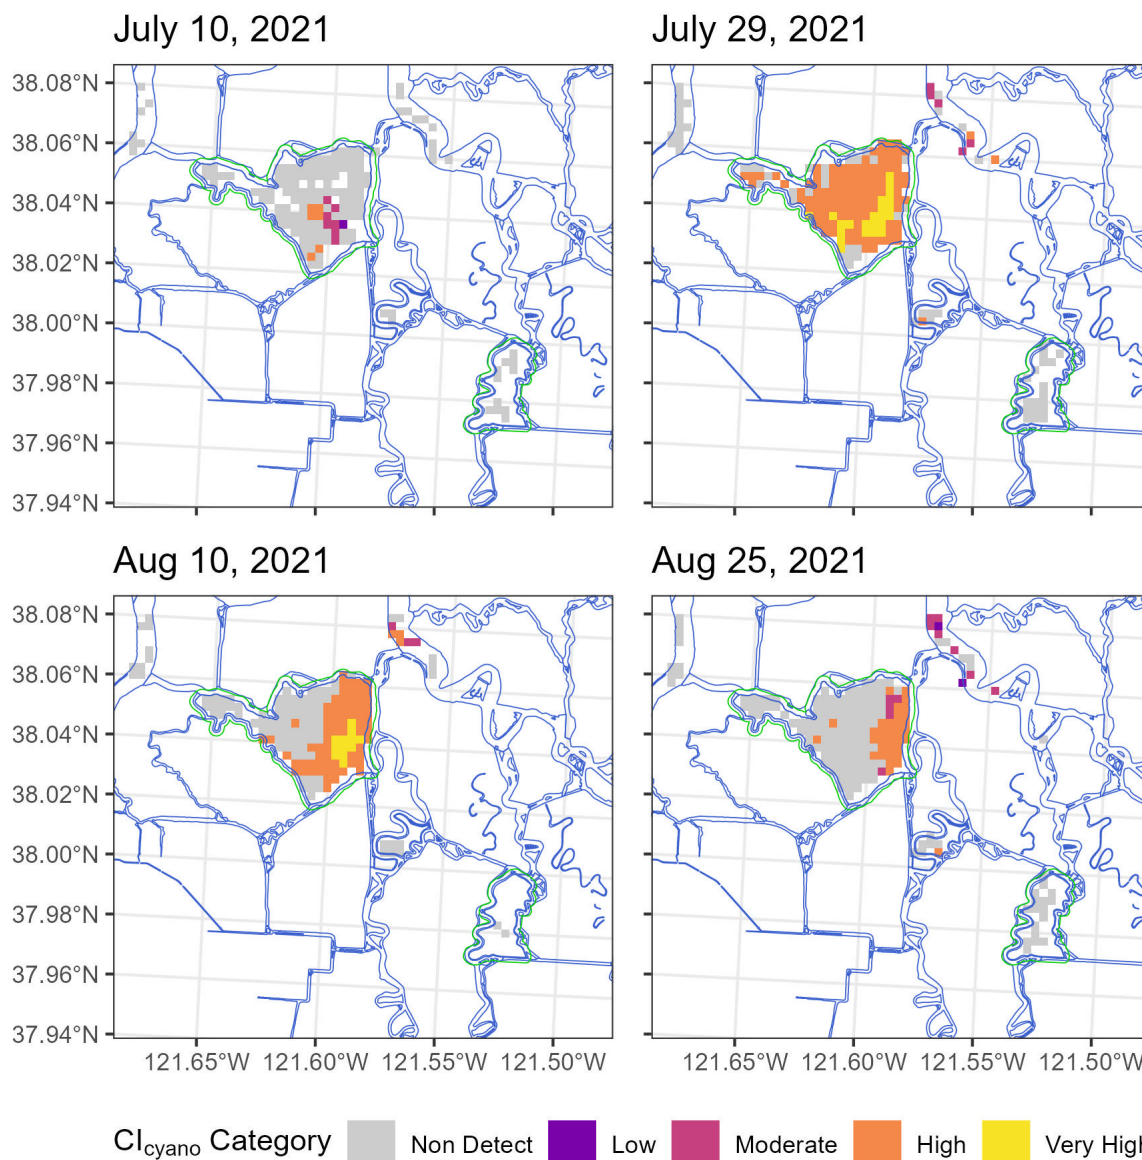 July 10, 2021
July 29, 2021
38.08°N
38.06°N
38.04°N
38.02°N
38.00°N
37.98°N
37.96°N
37.94°N
Aug 10, 2021
Aug 25, 2021
38.08°N
38.06°N
38.04°N
38.02°N
38.00°N
37.98°N
37.96°N
37.94°N
121.65°W 121.60°W 121.55°W 121.50°W 121.65°W 121.60°W 121.55°W 121.50°W
CIcyano Category Non Detect Low Moderate High Very High